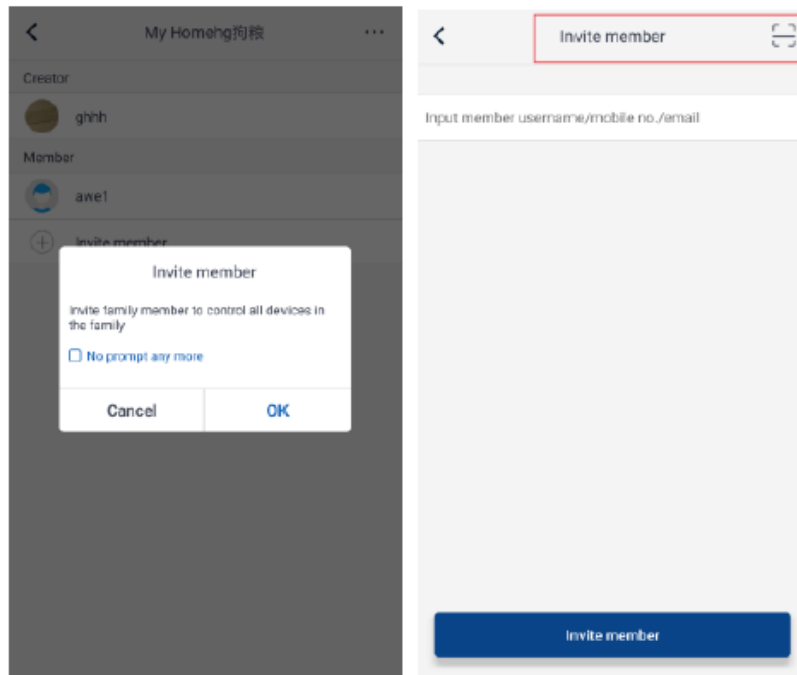 My Homehg狗粮
Creator
ghhh
Member
awe1
Invite member
Invite member
Invite family member to control all devices in
the family
No prompt any more
Cancel OK
Invite member
Input member username/mobile no./email
Invite member